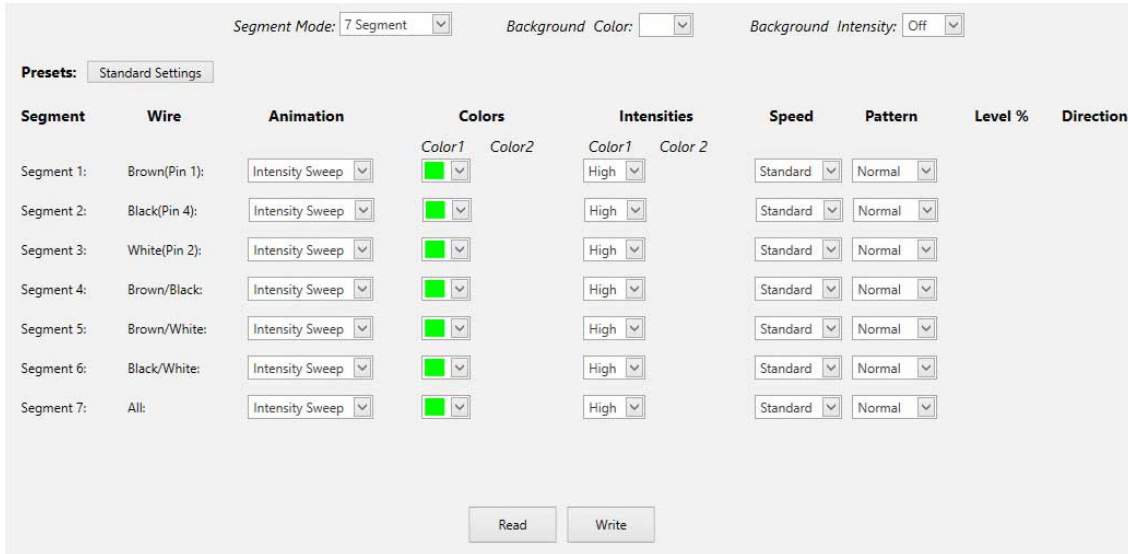 Segment Mode: 7 Segment Background Color: Background Intensity: Off
Presets: Standard Settings
Segment Wire Animation Colors Intensities Speed Pattern Level % Direction
Color1 Color2 Color1 Color 2
Segment 1: Brown(Pin 1): Intensity Sweep High Standard Normal
Segment 2: Black(Pin 4): Intensity Sweep High Standard Normal
Segment 3: White(Pin 2): Intensity Sweep High Standard Normal
Segment 4: Brown/Black: Intensity Sweep High Standard Normal
Segment 5: Brown/White: Intensity Sweep High Standard Normal
Segment 6: Black/White: Intensity Sweep High Standard Normal
Segment 7: All: Intensity Sweep High Standard Normal
Read Write